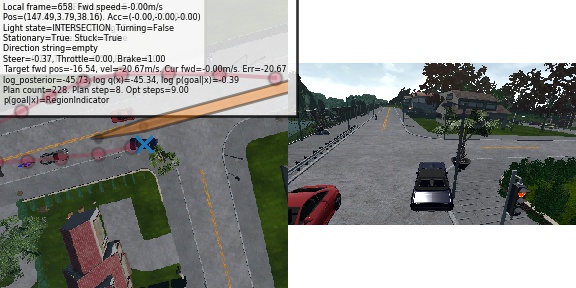 Local frame=658. Fwd speed=-0.00m/s
Pos=(147.49,3.79,38.16). Acc=(-0.00,-0.00,-0.00)
Light state=INTERSECTION. Turning=False
Stationary=True. Stuck=True
Direction string=empty
Steer=-0.37, Throttle=0.00, Brake=1.00
Target fwd pos=-16.54, vel=-20.67m/s. Cur fwd=-0.00m/s. Err=-20.67
log_posterior=-45.73, log q(x)=-45.34, log p(goal|x)=-0.39
Plan count=228. Plan step=8. Opt steps=9.00
p(goal|x)=RegionIndicator